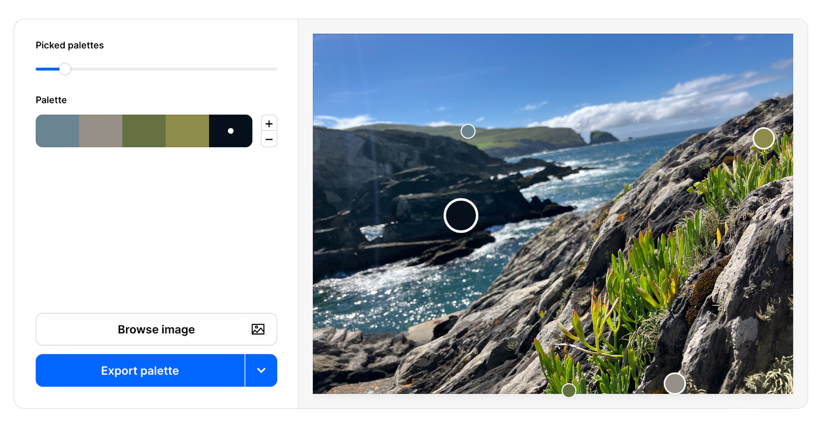 Picked palettes
Palette
Browse image
Export palette